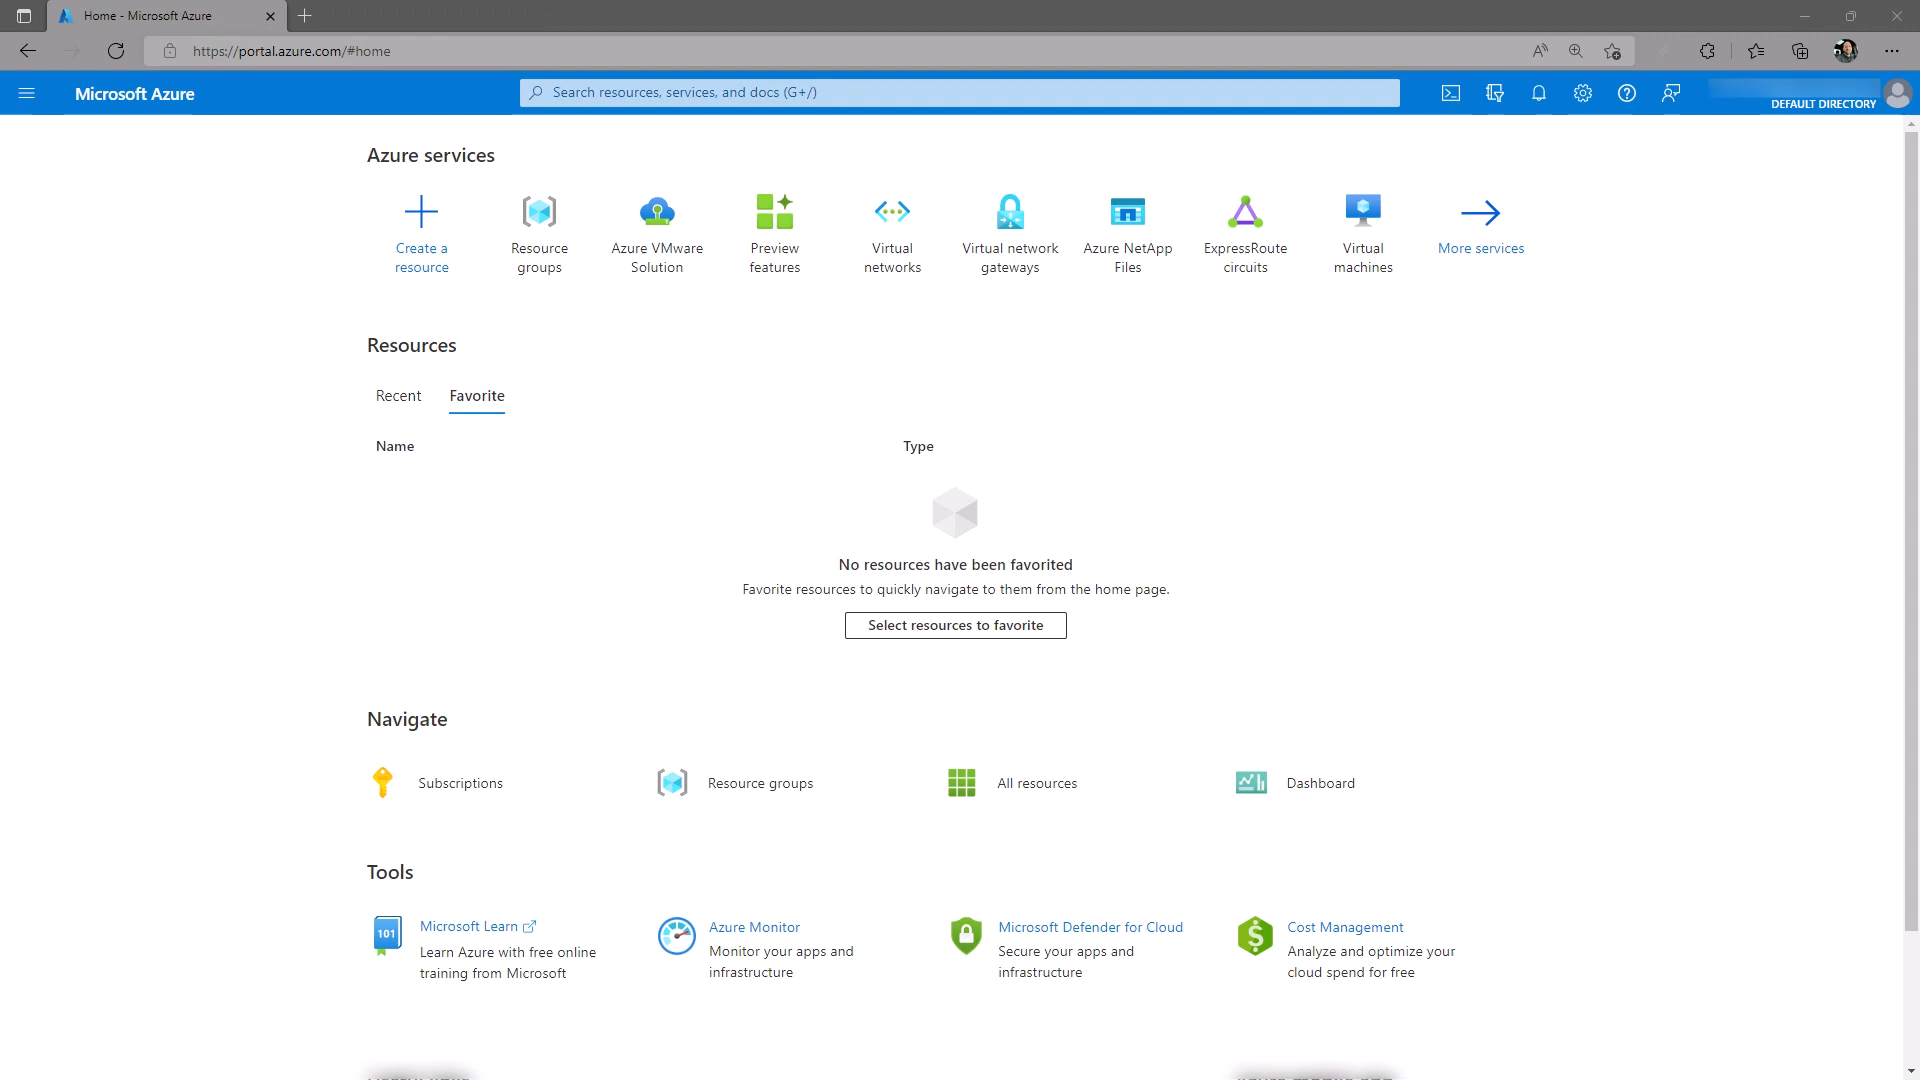 Home - Microsoft Azure
https://portal.azure.com/#home
Microsoft Azure
Search resources, services, and docs (G+/)
DEFAULT DIRECTORY
Azure services
Create a
resource
Resource
groups
Azure VMware
Solution
Preview
features
Virtual
networks
Virtual network
gateways
Azure NetApp
Files
ExpressRoute
circuits
Virtual
machines
More services
Resources
Recent
Favorite
Name
Type
No resources have been favorited
Favorite resources to quickly navigate to them from the home page.
Select resources to favorite
Navigate
Subscriptions
Resource groups
All resources
Dashboard
Tools
101
Microsoft Learn
Learn Azure with free online
training from Microsoft
Azure Monitor
Monitor your apps and
infrastructure
Microsoft Defender for Cloud
Secure your apps and
infrastructure
Cost Management
Analyze and optimize your
cloud spend for free